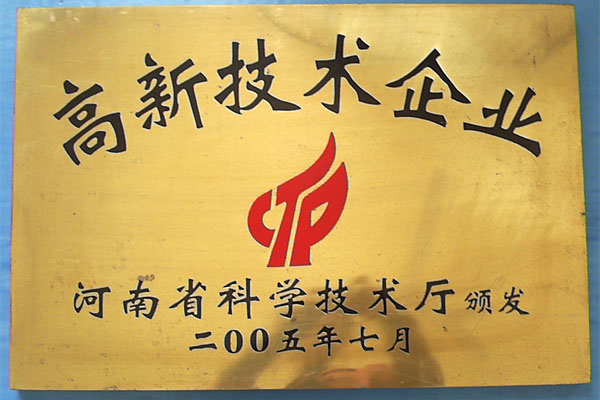 高新技术企业
河南省科学技术厅 颁发
二00五年七月